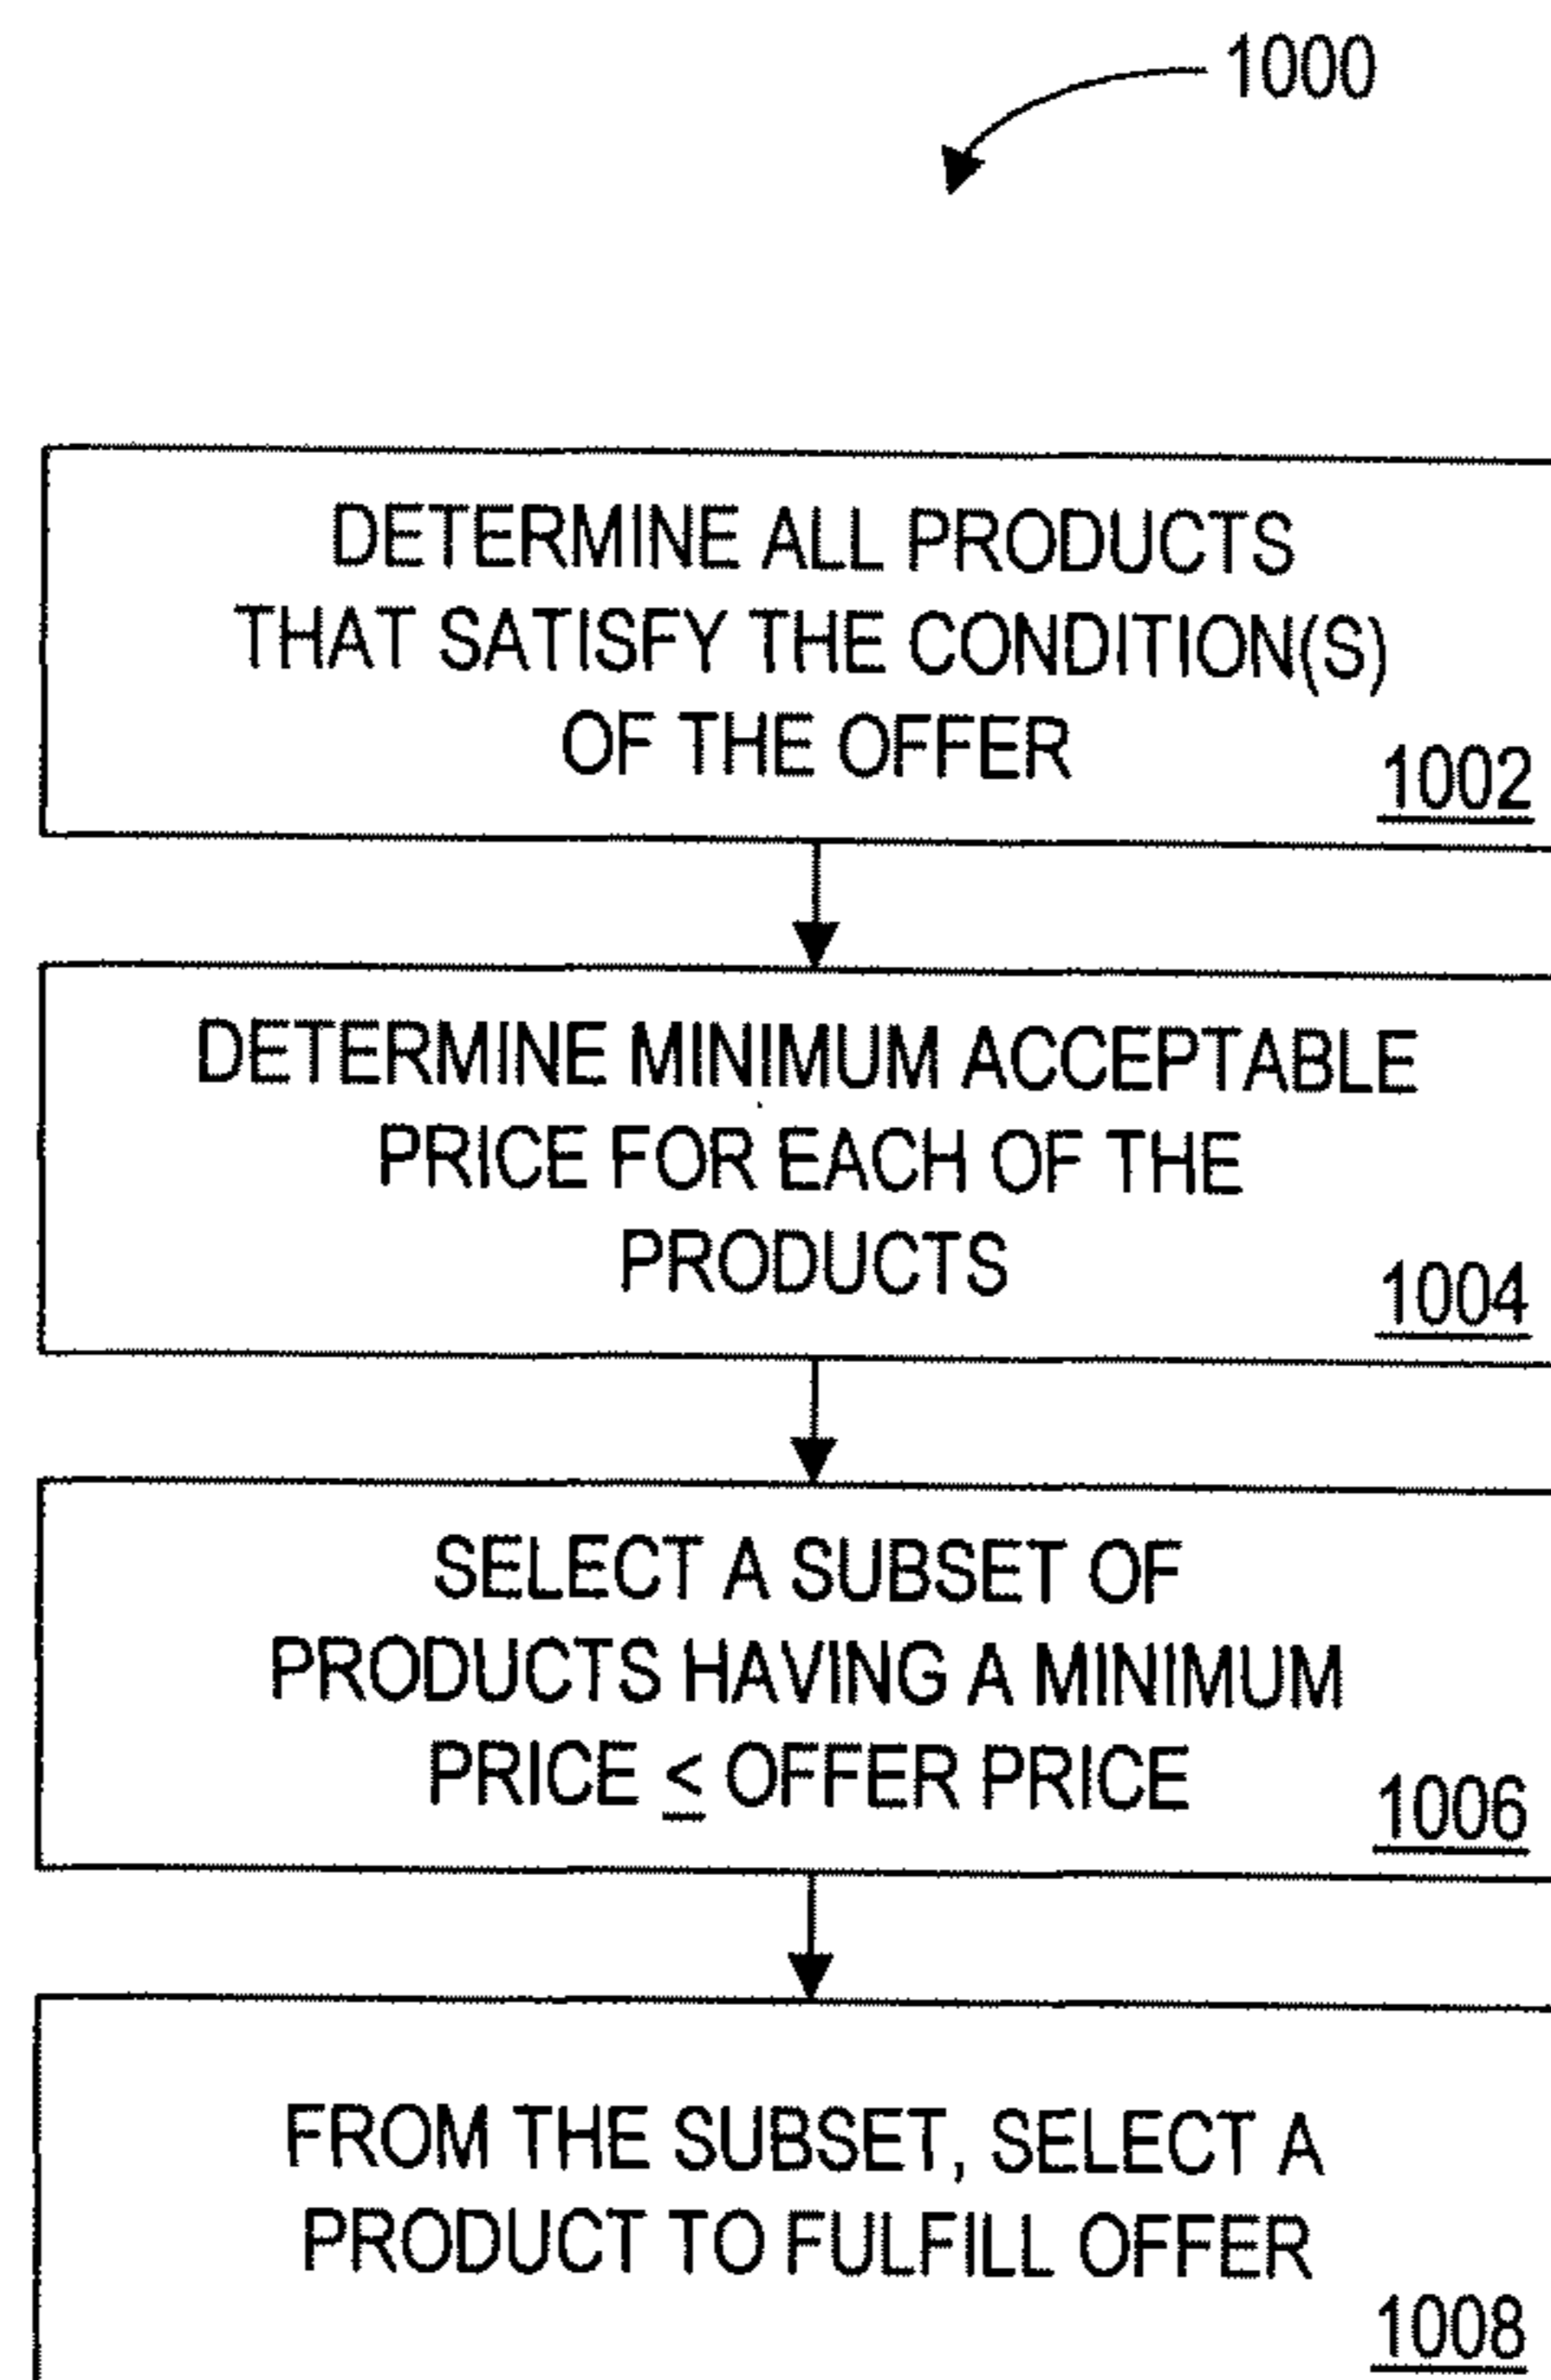 1000
DETERMINE ALL PRODUCTS
THAT SATISFY THE CONDITION(S)
OF THE OFFER
1002
DETERMINE MINIMUM ACCEPTABLE
PRICE FOR EACH OF THE
PRODUCTS
1004
SELECT A SUBSET OF
PRODUCTS HAVING A MINIMUM
PRICE ≤ OFFER PRICE
1006
FROM THE SUBSET, SELECT A
PRODUCT TO FULFILL OFFER
1008